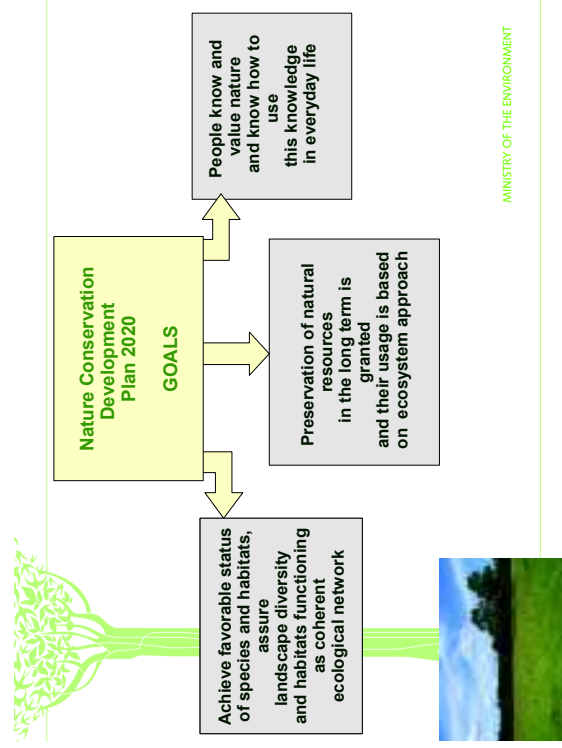 Nature Conservation
Development
Plan 2020
GOALS
Achieve favorable status
of species and habitats,
assure
landscape diversity
and habitats functioning
as coherent
ecological network
Preservation of natural
resources
in the long term is
granted
and their usage is based
on ecosystem approach
People know and
value nature
and know how to
use
this knowledge
in everyday life
MINISTRY OF THE ENVIRONMENT